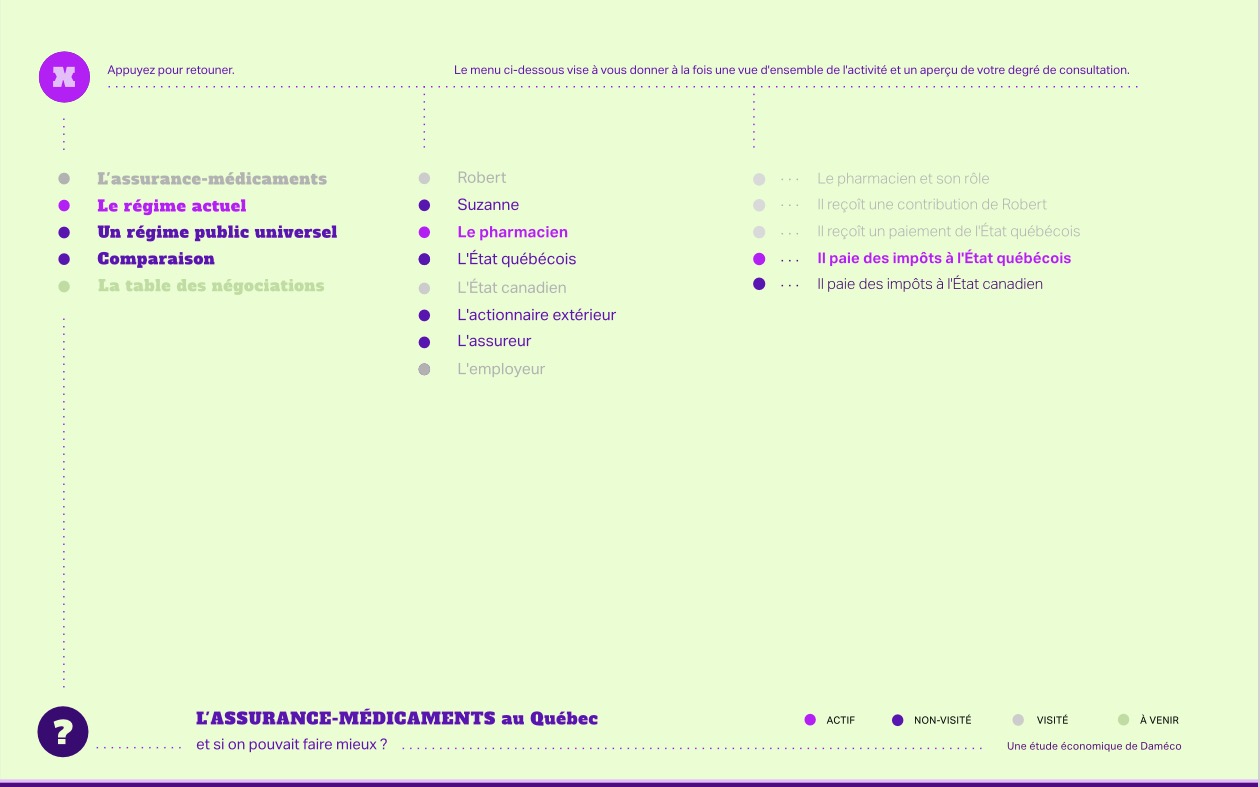 Appuyez pour retouner.
Le menu ci-dessous vise à vous donner à la fois une vue d'ensemble de l'activité et un aperçu de votre degré de consultation.
L'assurance-médicaments
Le régime actuel
Un régime public universel
Comparaison
La table des négociations
Robert
Suzanne
Le pharmacien
L'État québécois
L'État canadien
L'actionnaire extérieur
L'assureur
L'employeur
Le pharmacien et son rôle
Il reçoît une contribution de Robert
Il reçoît un paiement de l'État québécois
Il paie des impôts à l'État québécois
Il paie des impôts à l'État canadien
?
L'ASSURANCE-MÉDICAMENTS au Québec
et si on pouvait faire mieux ?
ACTIF
NON-VISITÉ
VISITÉ
À VENIR
Une étude économique de Daméco